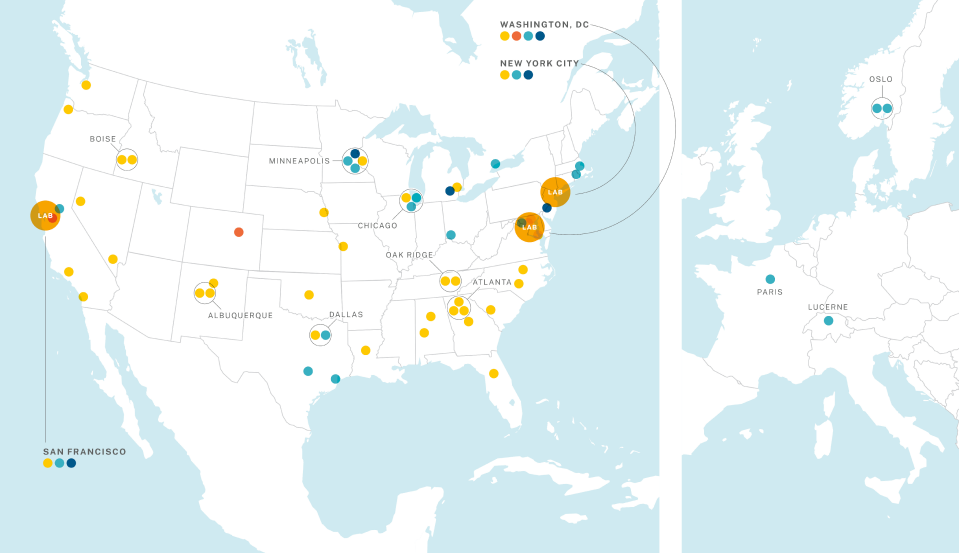 WASHINGTON, DC
NEW YORK CITY
OSLO
BOISE
MINNEAPOLIS
LAB
LAB
CHICAGO
LAB
OAK RIDGE
ATLANTA
PARIS
LUCERNE
ALBUQUERQUE
DALLAS
SAN FRANCISCO